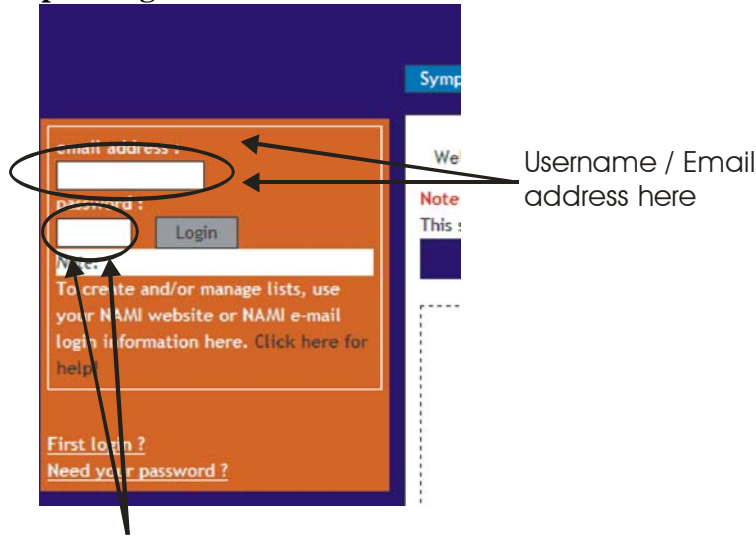 Symp
email address :
password :
Login
Note:
To create and/or manage lists, use
your NAMI website or NAMI e-mail
login information here. Click here for
help!
First login ?
Need your password ?
Wel
Note
This s
Username / Email
address here